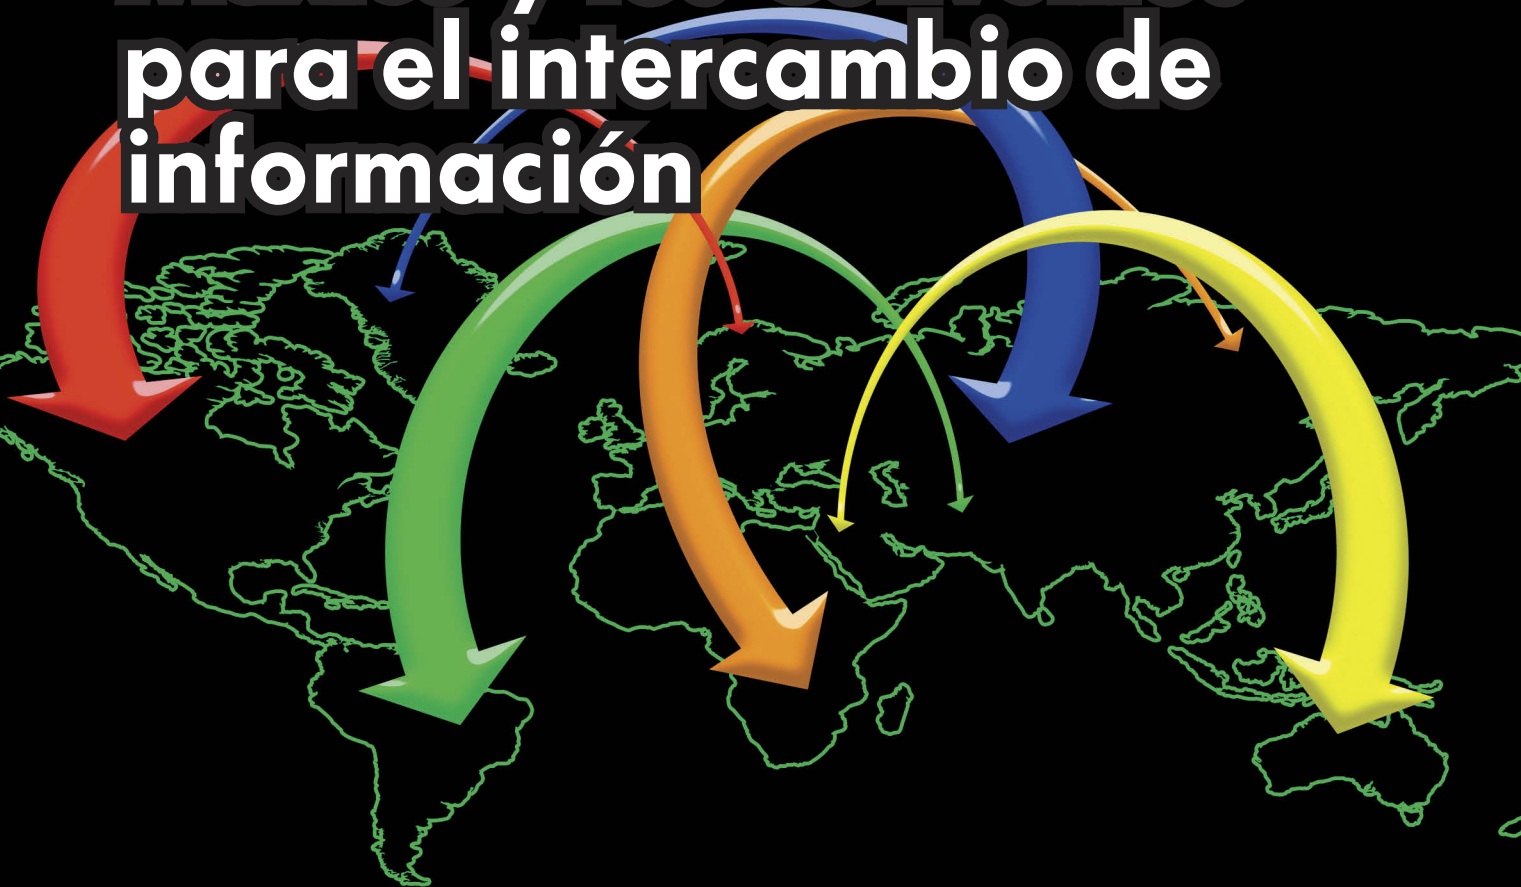 para el intercambio de
información